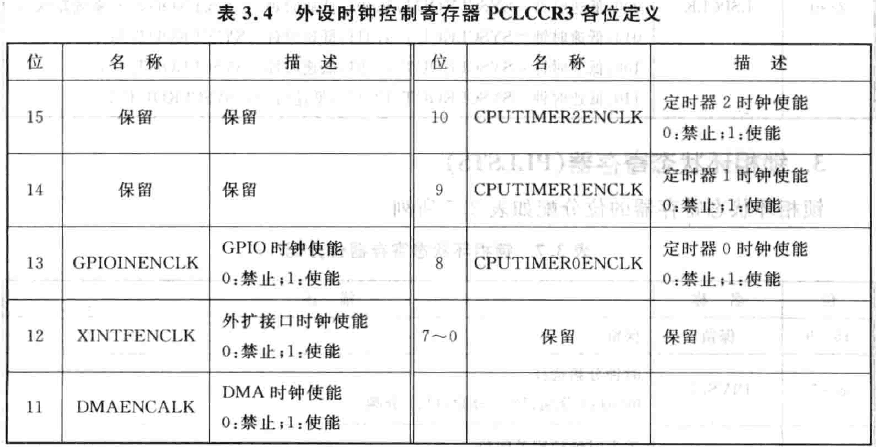 表 3.4 外设时钟控制寄存器 PCLCCR3 各位定义
位 名 称 描 述 位 名 称 描 述
15 保留 保留 10 CPUTIMER2ENCLK 定时器 2 时钟使能
0:禁止;1:使能
14 保留 保留 9 CPUTIMER1ENCLK 定时器 1 时钟使能
0:禁止;1:使能
13 GPIOINENCLK GPIO 时钟使能
0:禁止;1:使能
8 CPUTIMER0ENCLK 定时器 0 时钟使能
0:禁止;1:使能
12 XINTFENCLK 外扩接口时钟使能
0:禁止;1:使能
7~0 保留 保留
11 DMAENCALK DMA 时钟使能
0:禁止;1:使能